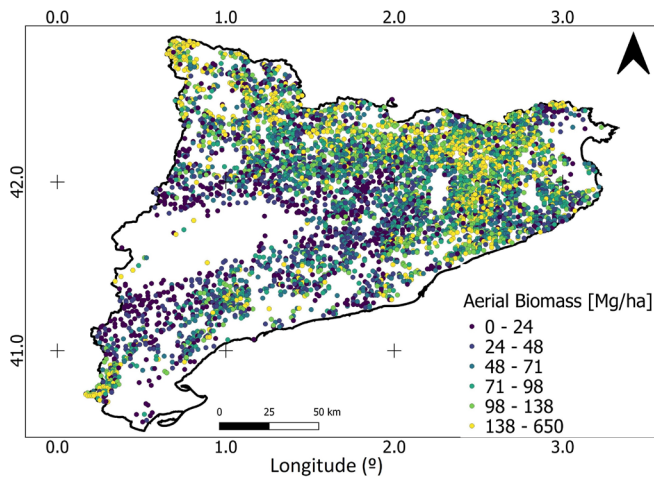 0.0 1.0 2.0 3.0
42.0
41.0
Aerial Biomass [Mg/ha]
0 - 24
24 - 48
48 - 71
71 - 98
98 - 138
138 - 650
0 25 50 km
0.0 1.0 2.0 3.0
Longitude (º)